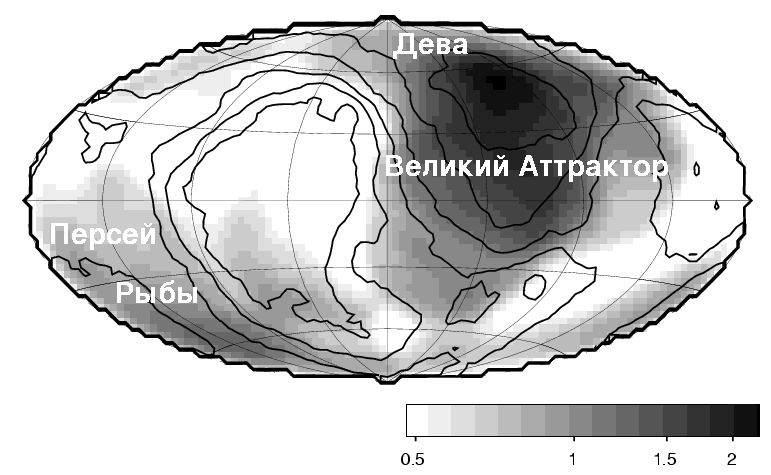 Дева
Великий Аттрактор
Персей
Рыбы
0.5 1 1.5 2